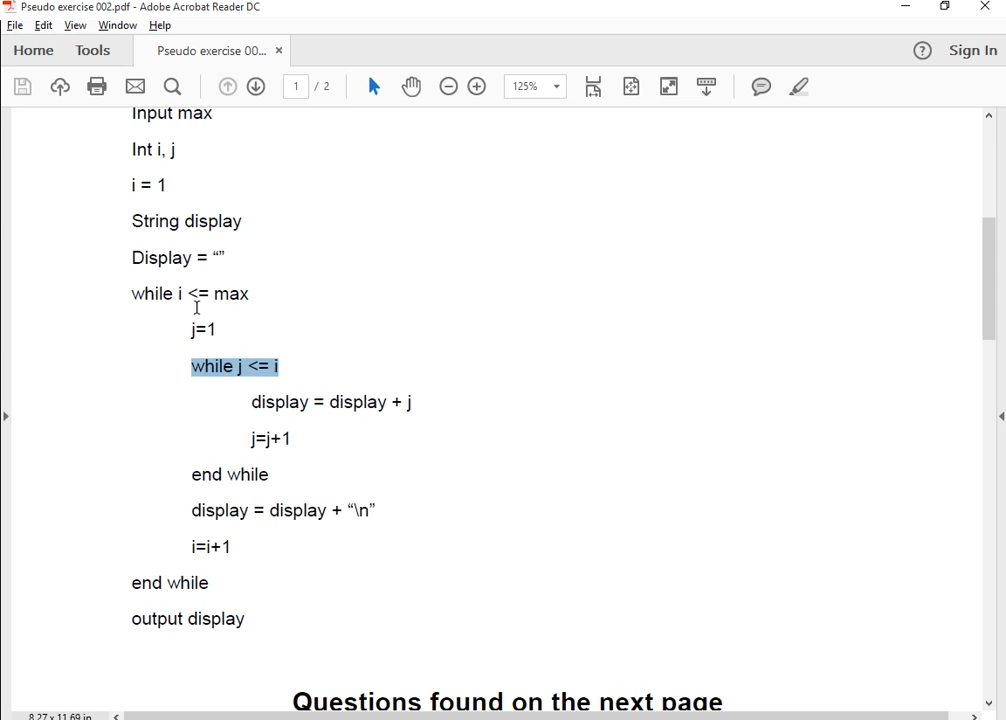 Pseudo exercise 002.pdf - Adobe Acrobat Reader DC
File Edit View Window Help
Home Tools Pseudo exercise 00... × Sign In
1 / 2 125%
Input max
Int i, j
i = 1
String display
Display = “”
while i <= max
j=1
while j <= i
display = display + j
j=j+1
end while
display = display + “\n”
i=i+1
end while
output display
Questions found on the next page
8.27 x 11.69 in